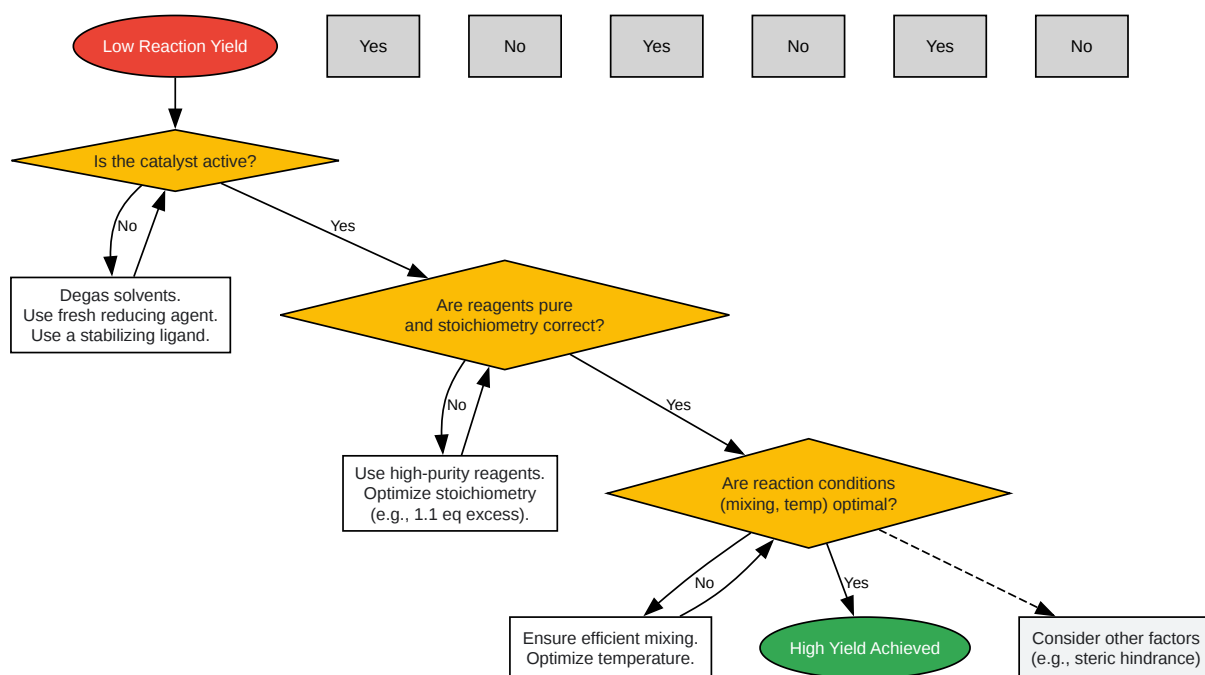 Low Reaction Yield
Yes
No
Yes
No
Yes
No
Is the catalyst active?
No
Yes
Degas solvents.
Use fresh reducing agent.
Use a stabilizing ligand.
Are reagents pure
and stoichiometry correct?
No
Yes
Use high-purity reagents.
Optimize stoichiometry
(e.g., 1.1 eq excess).
Are reaction conditions
(mixing, temp) optimal?
No
Yes
Ensure efficient mixing.
Optimize temperature.
High Yield Achieved
Consider other factors
(e.g., steric hindrance)